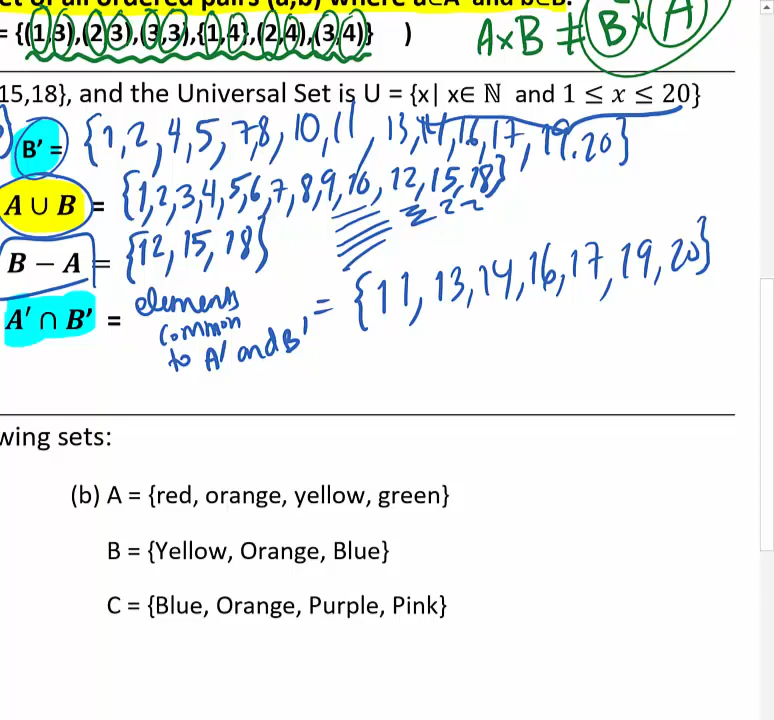 = {(1,3),(2,3),(3,3),{1,4},(2,4),(3,4)} ) A×B ≠ B×A
15,18}, and the Universal Set is U = {x| x∈ ℕ and 1 ≤ x ≤ 20}
B′ = {1,2,4,5,7,8,10,11,13,14,16,17,19.20}
A ∪ B = {1,2,3,4,5,6,7,8,9,10,12,15,18}
B − A = {12,15,18}
A′ ∩ B′ = elements common to A′ and B′ = {11,13,14,16,17,19,20}
wing sets:
(b) A = {red, orange, yellow, green}
B = {Yellow, Orange, Blue}
C = {Blue, Orange, Purple, Pink}